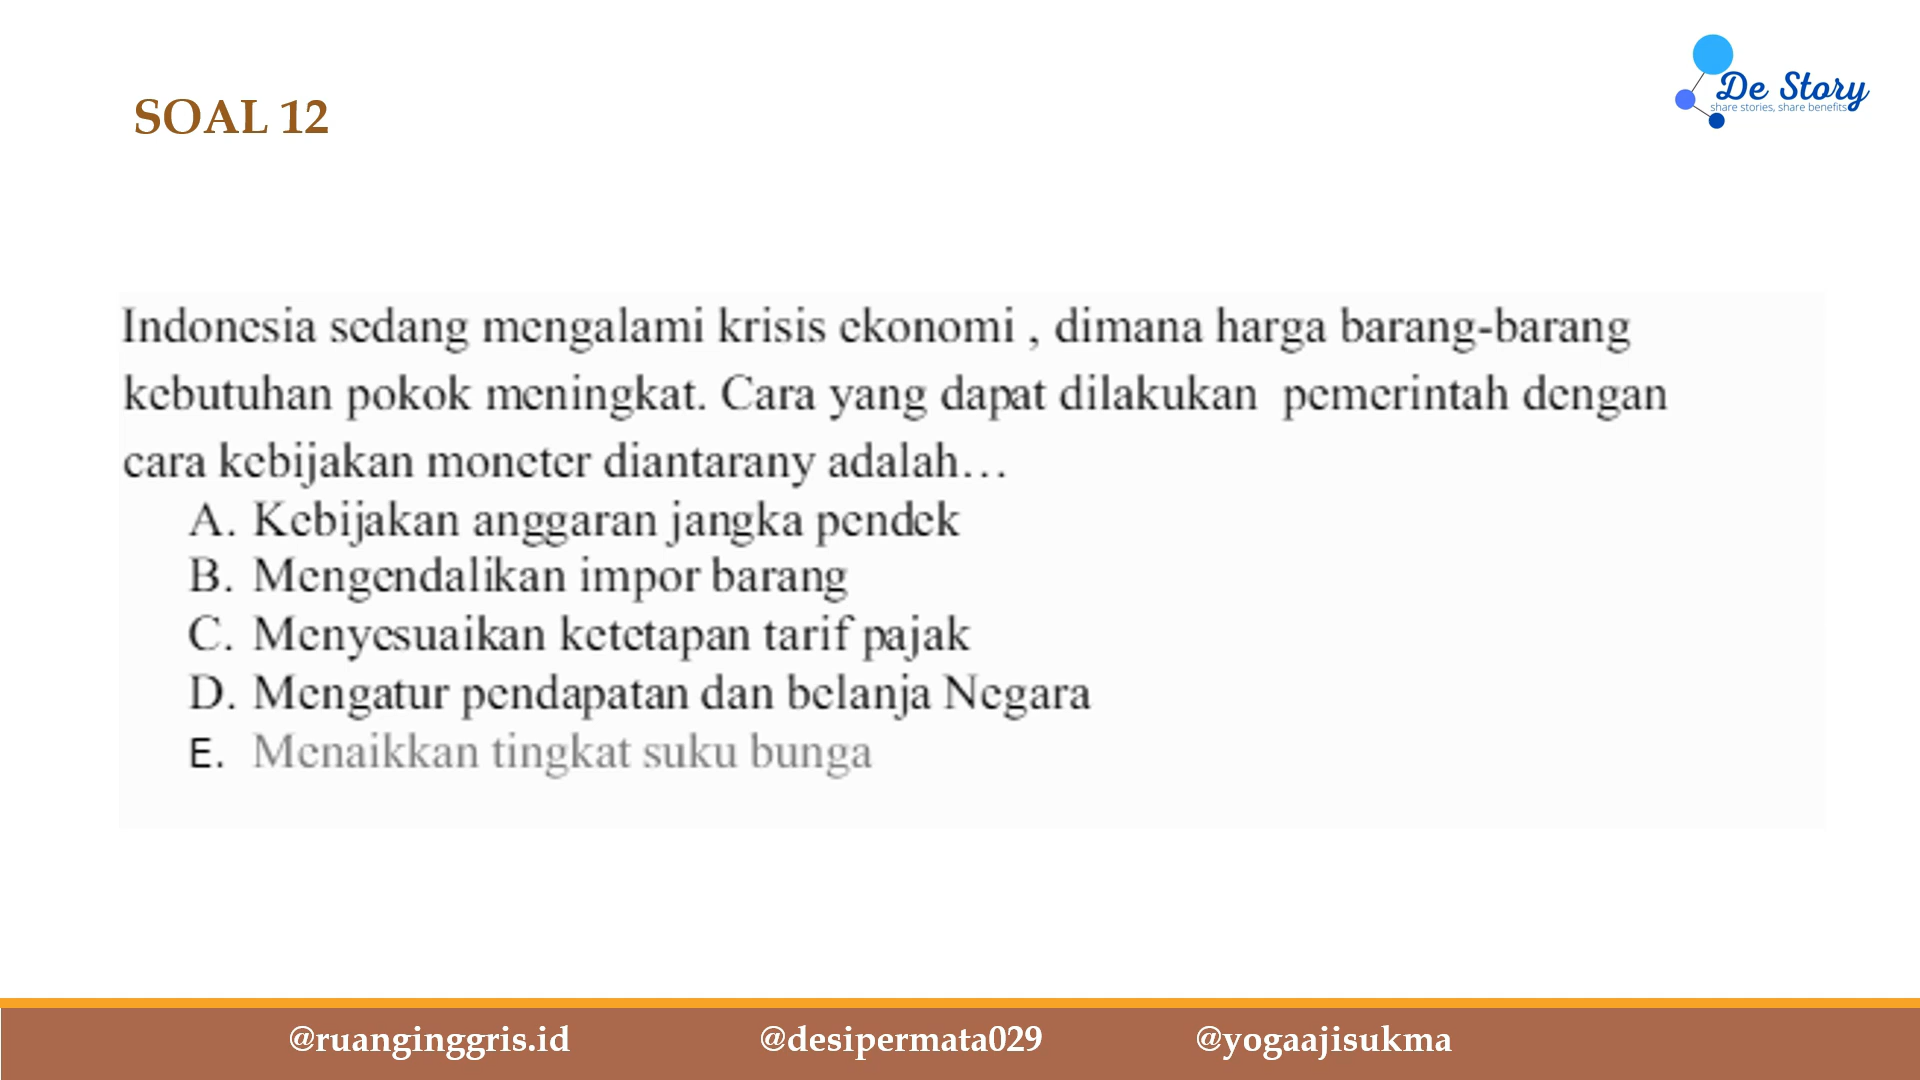 SOAL 12
De Story
share stories, share benefits
Indonesia sedang mengalami krisis ekonomi , dimana harga barang-barang
kebutuhan pokok meningkat. Cara yang dapat dilakukan pemerintah dengan
cara kebijakan moneter diantarany adalah…
A. Kebijakan anggaran jangka pendek
B. Mengendalikan impor barang
C. Menyesuaikan ketetapan tarif pajak
D. Mengatur pendapatan dan belanja Negara
E. Menaikkan tingkat suku bunga
@ruanginggris.id @desipermata029 @yogaajisukma